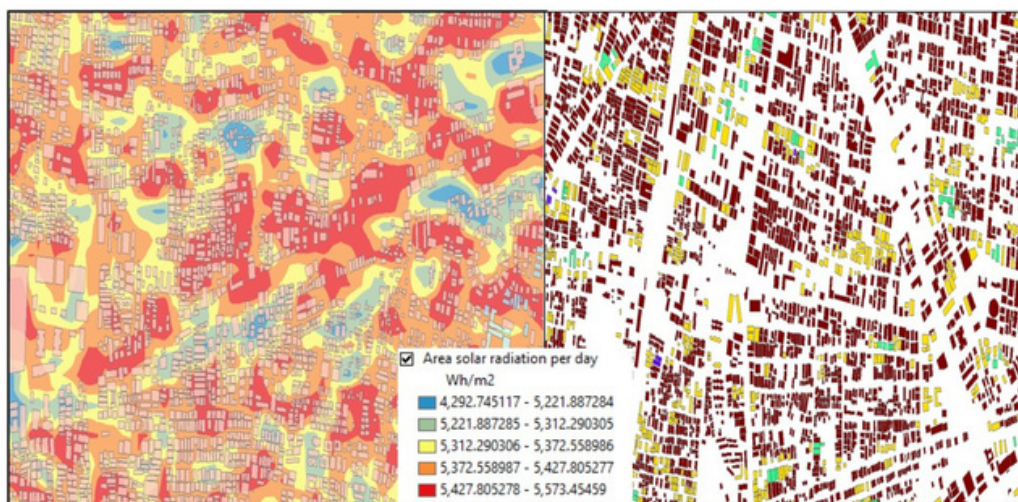 Area solar radiation per day
Wh/m2
4,292.745117 - 5,221.887284
5,221.887285 - 5,312.290305
5,312.290306 - 5,372.558986
5,372.558987 - 5,427.805277
5,427.805278 - 5,573.45459